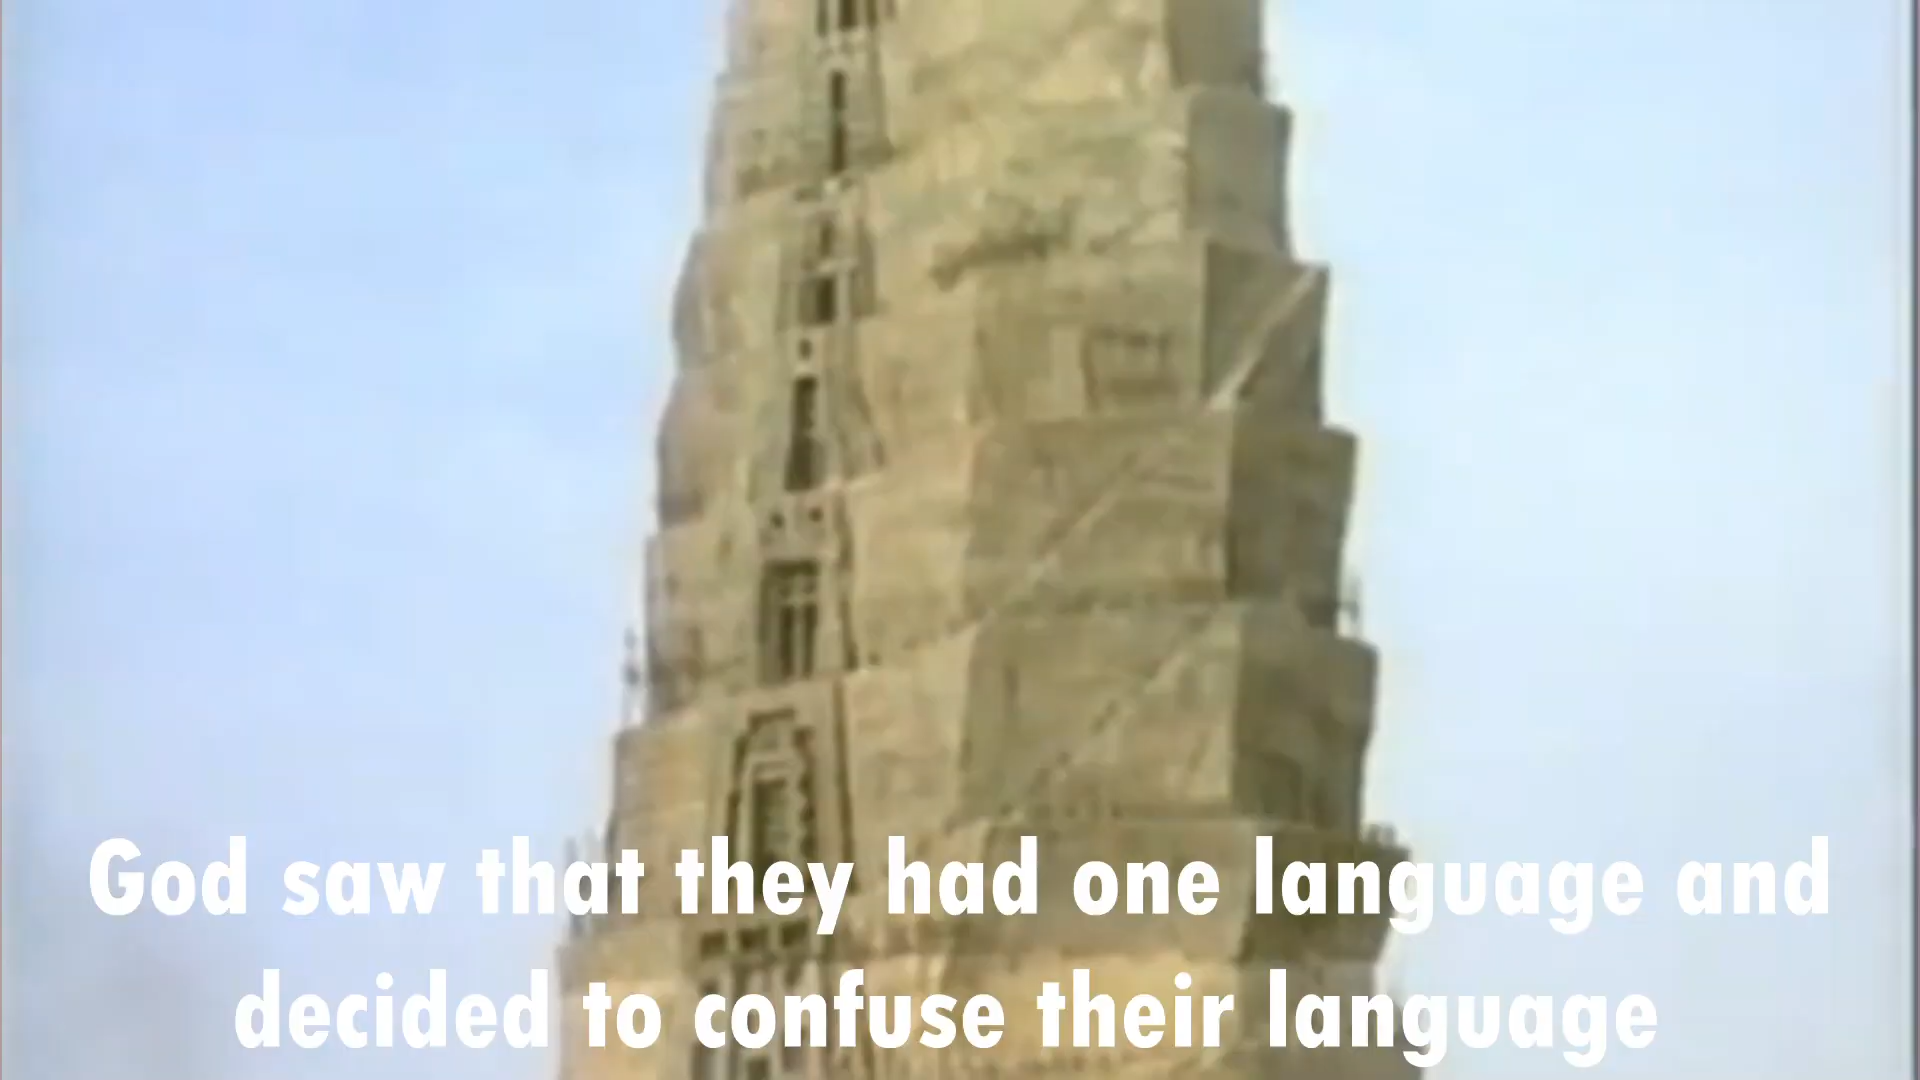 God saw that they had one language and
decided to confuse their language